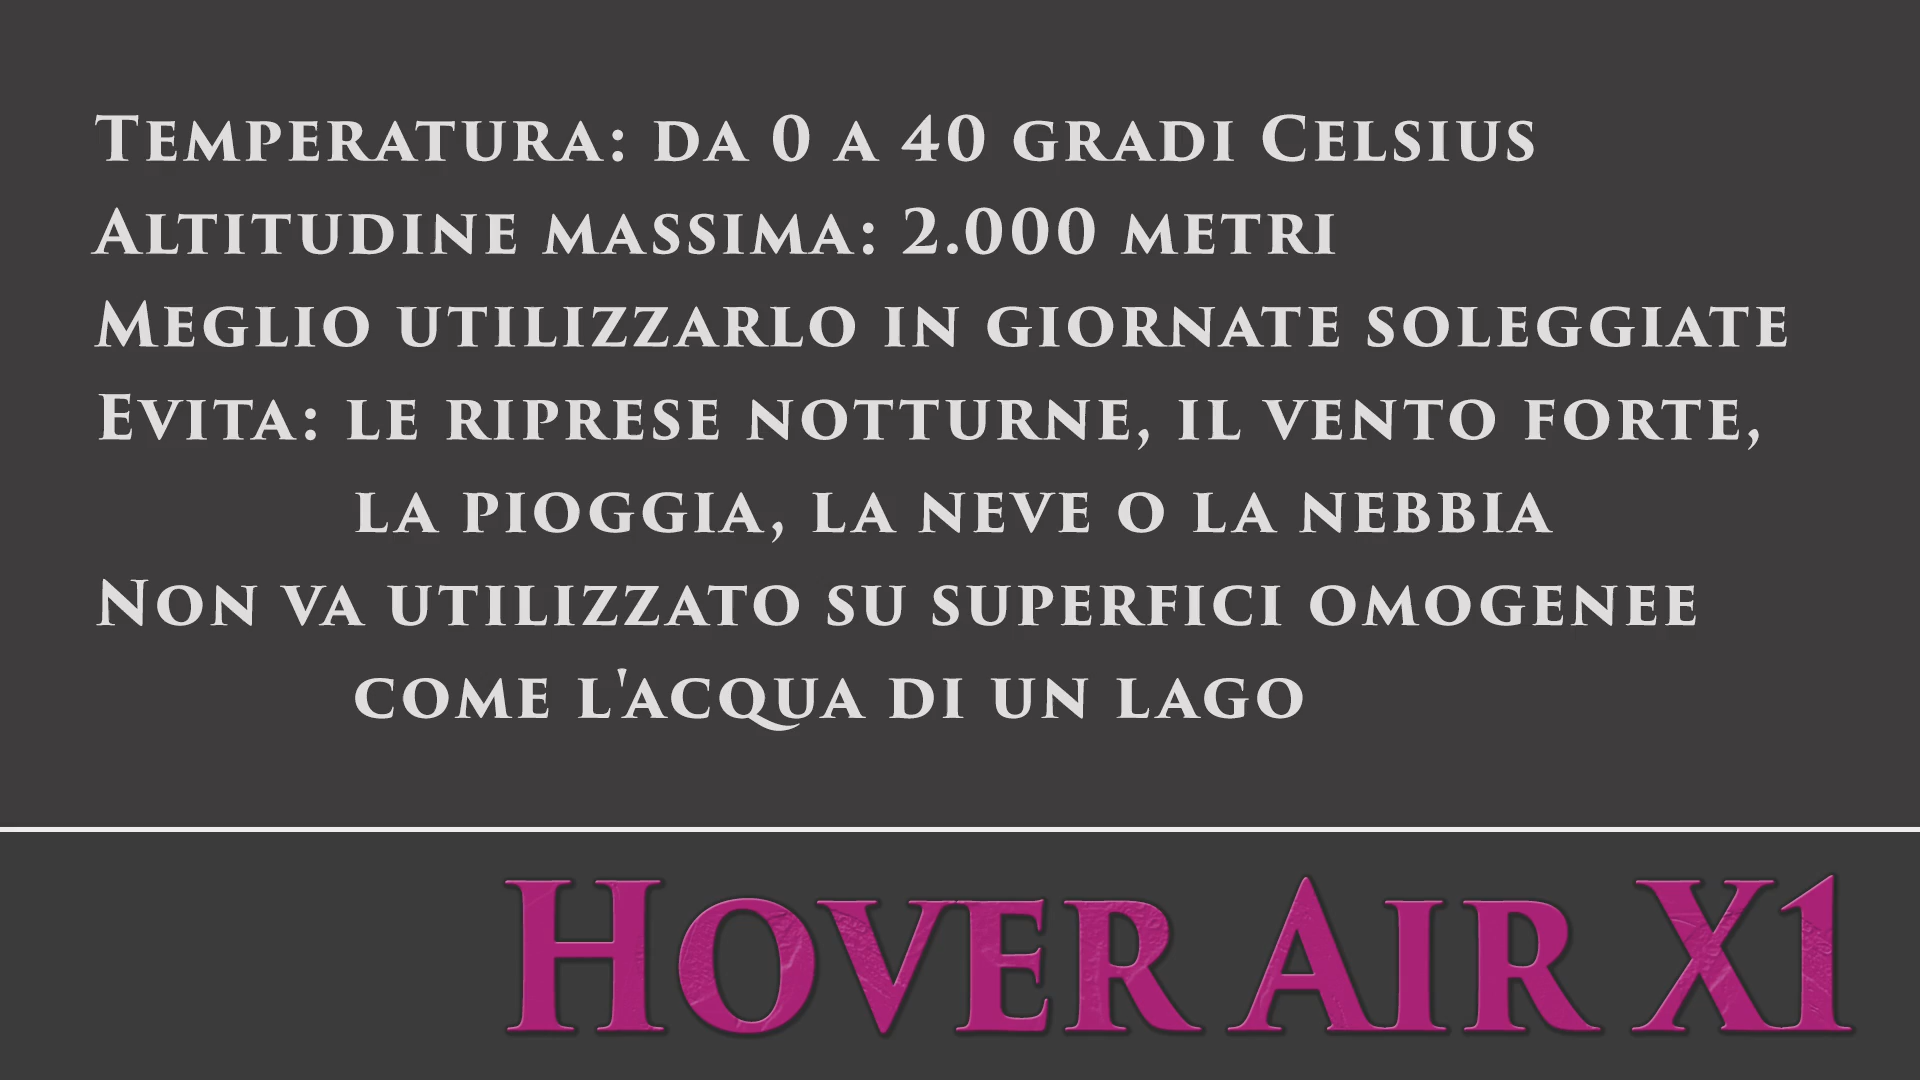 Temperatura: da 0 a 40 gradi Celsius
Altitudine massima: 2.000 metri
Meglio utilizzarlo in giornate soleggiate
Evita: le riprese notturne, il vento forte,
la pioggia, la neve o la nebbia
Non va utilizzato su superfici omogenee
come l'acqua di un lago
Hover Air X1